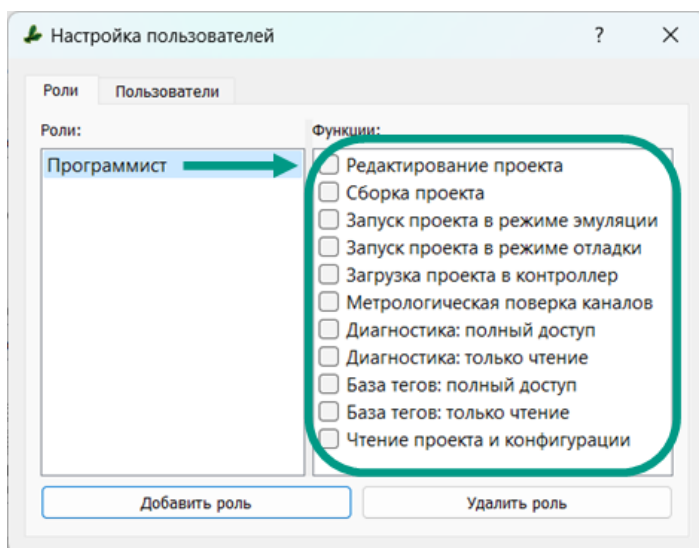 Настройка пользователей
?
Роли
Пользователи
Роли:
Функции:
Программист
Редактирование проекта
Сборка проекта
Запуск проекта в режиме эмуляции
Запуск проекта в режиме отладки
Загрузка проекта в контроллер
Метрологическая поверка каналов
Диагностика: полный доступ
Диагностика: только чтение
База тегов: полный доступ
База тегов: только чтение
Чтение проекта и конфигурации
Добавить роль
Удалить роль